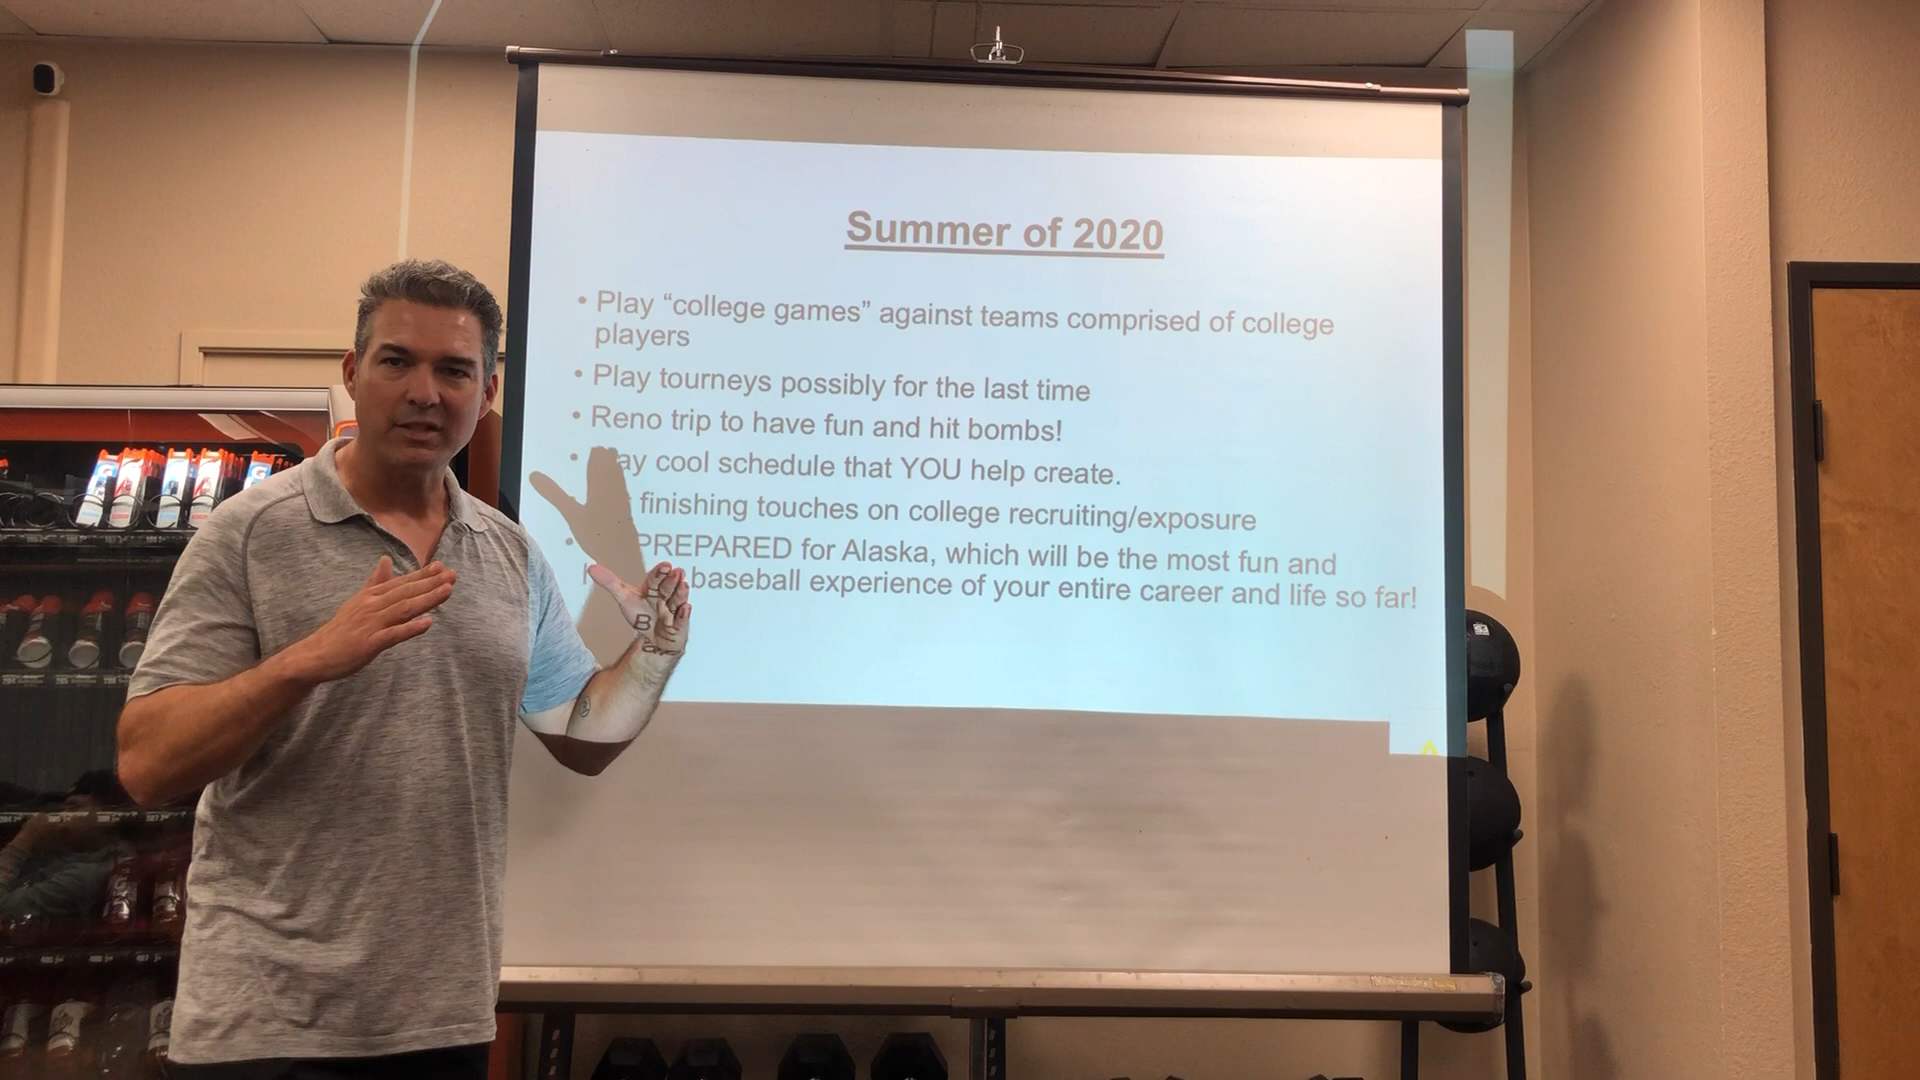 Summer of 2020
• Play “college games” against teams comprised of college
players
• Play tourneys possibly for the last time
• Reno trip to have fun and hit bombs!
• ay cool schedule that YOU help create.
finishing touches on college recruiting/exposure
• PREPARED for Alaska, which will be the most fun and
baseball experience of your entire career and life so far!